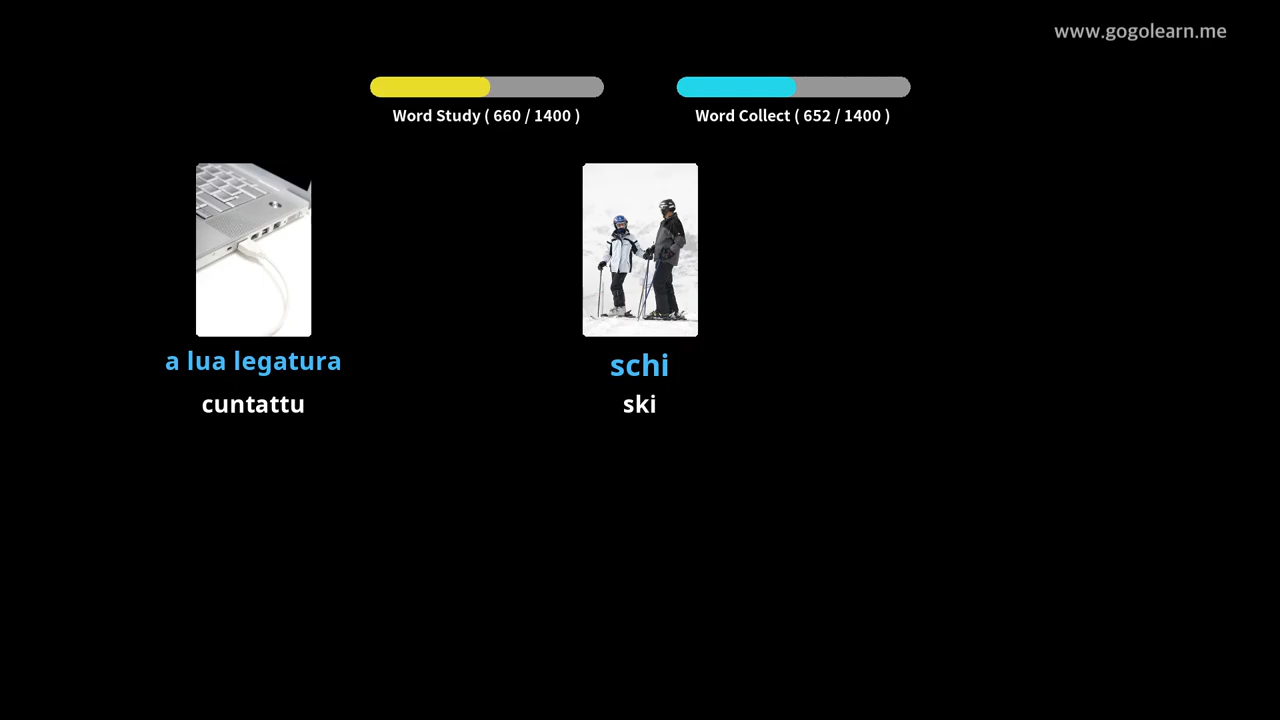 www.gogolearn.me
Word Study ( 660 / 1400 )
Word Collect ( 652 / 1400 )
a lua legatura
cuntattu
schi
ski